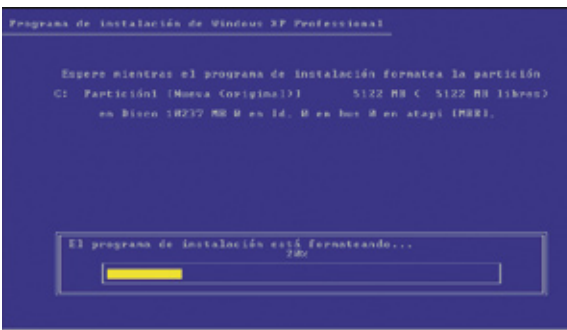 Programa de instalación de Windows XP Professional
Espere mientras el programa de instalación formatea la partición
C: Partición1 [Nueva (original)] 5122 MB ( 5122 MB libres)
en Disco 10237 MB 0 en Id. 0 en bus 0 en atapi [MBR].
El programa de instalación está formateando...
20%